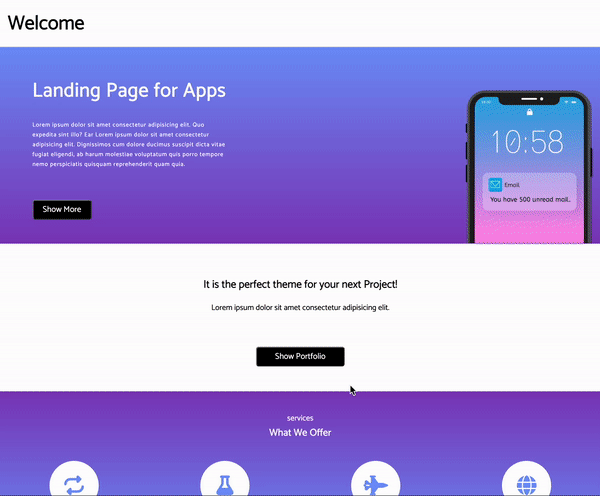 Welcome
Landing Page for Apps
Lorem ipsum dolor sit amet consectetur adipisicing elit. Quo
expedita sint illo? Ear Lorem ipsum dolor sit amet consectetur
adipisicing elit. Dignissimos cum dolore ducimus suscipit dicta vitae
fugiat eligendi, ab harum molestiae voluptatum quis porro tempore
nemo perspiciatis quisquam reprehenderit quam quia.
Show More
10:58
Email
You have 500 unread mail..
It is the perfect theme for your next Project!
Lorem ipsum dolor sit amet consectetur adipisicing elit.
Show Portfolio
services
What We Offer